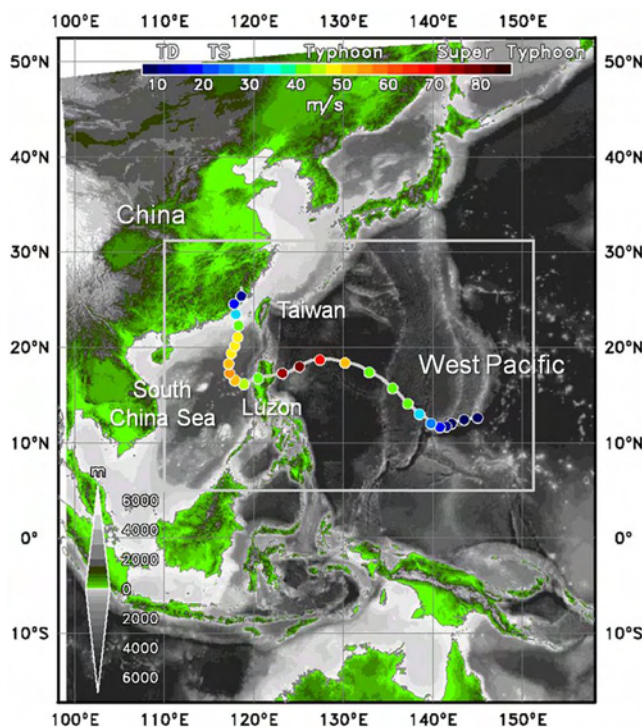 100°E 110°E 120°E 130°E 140°E 150°E
50°N 50°N
TD TS Typhoon Super Typhoon
10 20 30 40 50 60 70 80
m/s
40°N 40°N
China
30°N 30°N
Taiwan
20°N 20°N
West Pacific
South
China Sea
Luzon
10°N 10°N
m
6000
4000
2000
0
2000
4000
6000
0° 0°
10°S 10°S
100°E 110°E 120°E 130°E 140°E 150°E